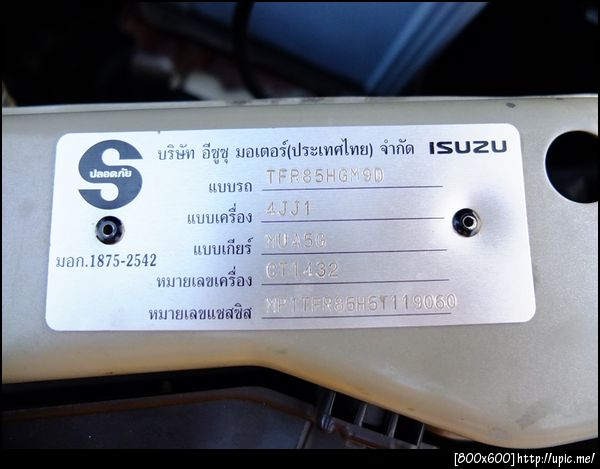 บริษัท อีซูซุ มอเตอร์(ประเทศไทย) จำกัด ISUZU
S
ปลอดภัย
มอก.1875-2542
แบบรถ TFR85HGM9D
แบบเครื่อง 4JJ1
แบบเกียร์ MUA5G
หมายเลขเครื่อง CT1432
หมายเลขแชสซีส MP1TFR85H5T119060
[800x600]http://upic.me/